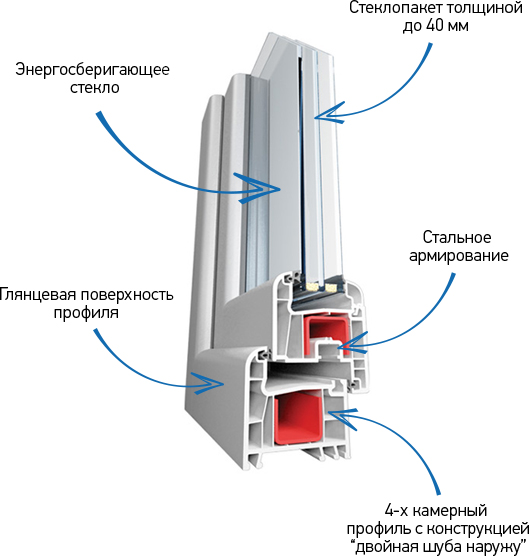 Стеклопакет толщиной
до 40 мм
Энергосберигающее
стекло
Стальное
армирование
Глянцевая поверхность
профиля
4-х камерный
профиль с конструкцией
“двойная шуба наружу”